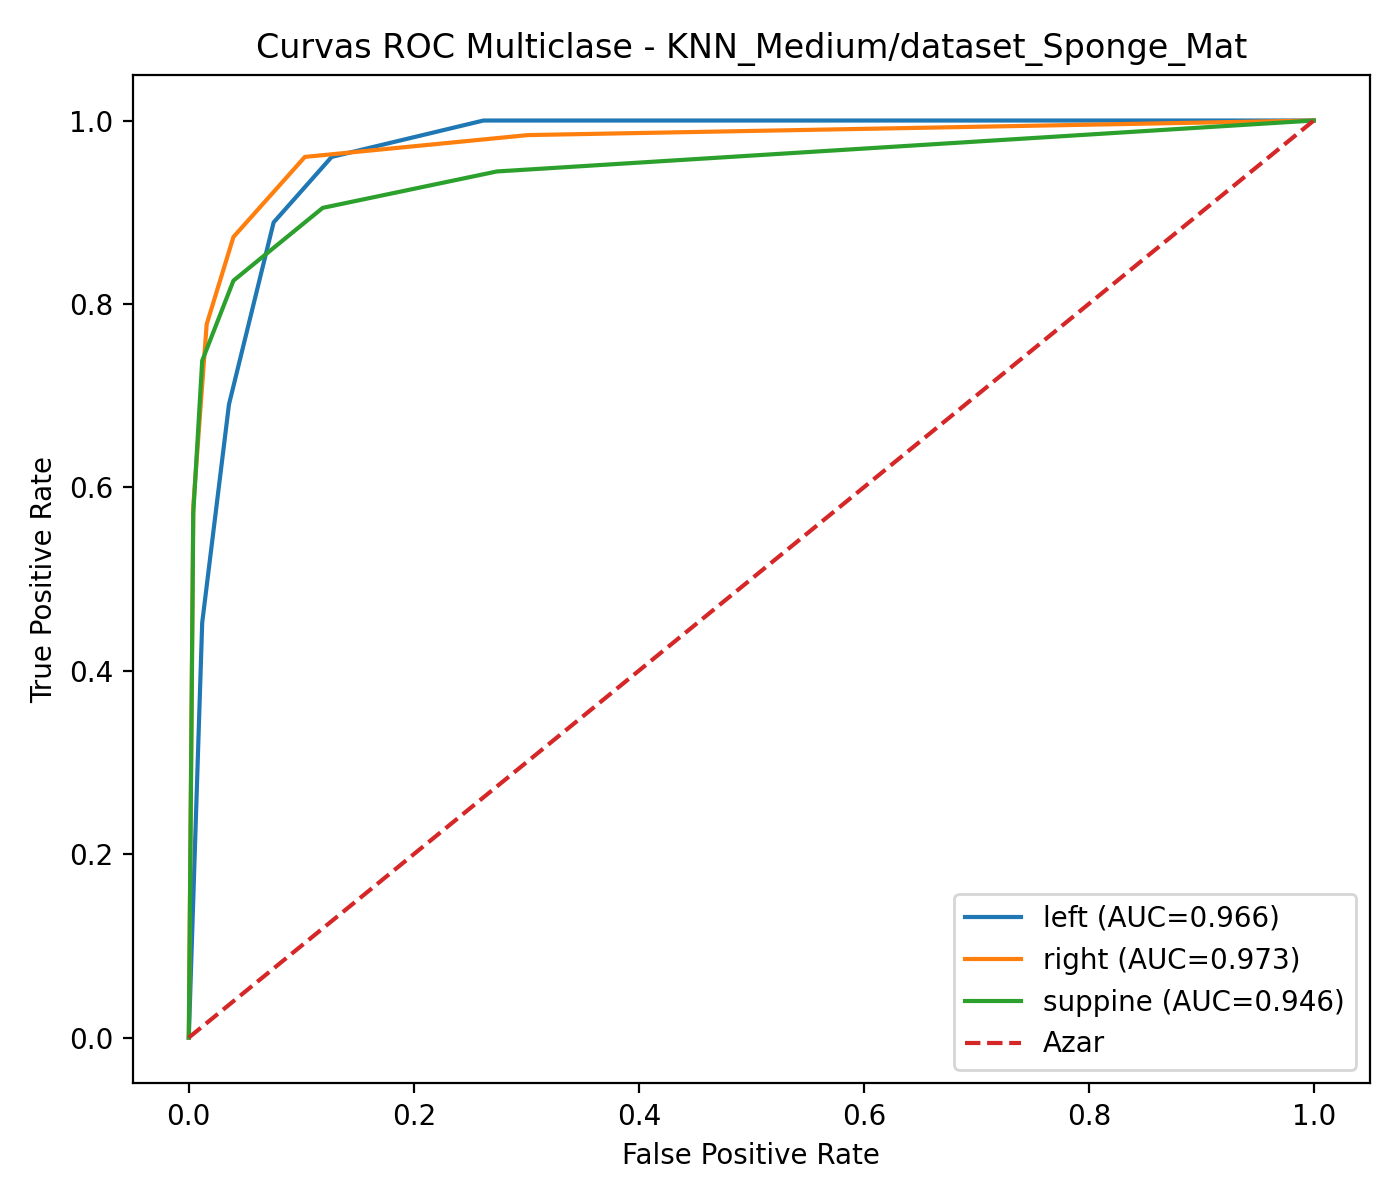 Curvas ROC Multiclase - KNN_Medium/dataset_Sponge_Mat
True Positive Rate
1.0
0.8
0.6
0.4
0.2
0.0
left (AUC=0.966)
right (AUC=0.973)
suppine (AUC=0.946)
Azar
0.0 0.2 0.4 0.6 0.8 1.0
False Positive Rate